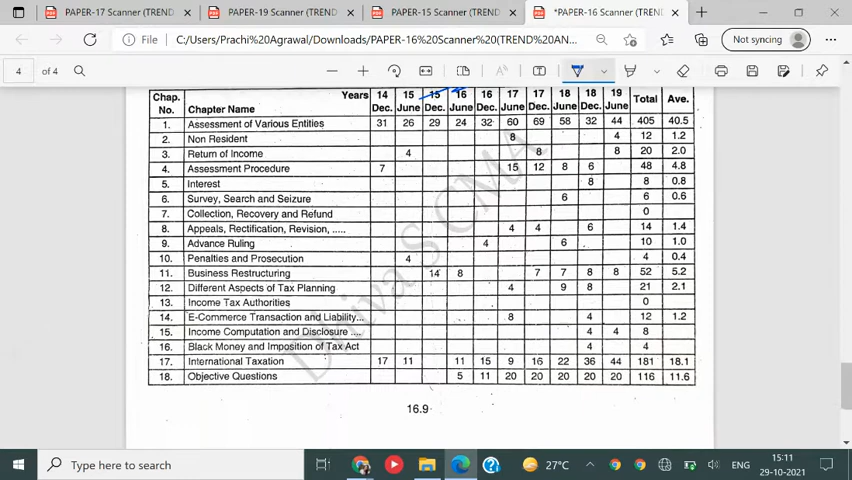 PAPER-17 Scanner (TREND
PAPER-19 Scanner (TREND
PAPER-15 Scanner (TREND
*PAPER-16 Scanner (TREND
File C:/Users/Prachi%20Agrawal/Downloads/PAPER-16%20Scanner%20(TREND%20AN... Not syncing
4 of 4
Chap. No. Chapter Name Years 14 Dec. 15 June 15 Dec. 16 June 16 Dec. 17 June 17 Dec. 18 June 18 Dec. 19 June Total Ave.
1. Assessment of Various Entities 31 26 29 24 32 60 69 58 32 44 405 40.5
2. Non Resident 8 4 12 1.2
3. Return of Income 4 8 8 20 2.0
4. Assessment Procedure 7 15 12 8 6 48 4.8
5. Interest 8 8 0.8
6. Survey, Search and Seizure 6 6 0.6
7. Collection, Recovery and Refund 0
8. Appeals, Rectification, Revision, ..... 4 4 6 14 1.4
9. Advance Ruling 4 6 10 1.0
10. Penalties and Prosecution 4 4 0.4
11. Business Restructuring 14 8 7 7 8 8 52 5.2
12. Different Aspects of Tax Planning 4 9 8 21 2.1
13. Income Tax Authorities 0
14. E-Commerce Transaction and Liability... 8 4 12 1.2
15. Income Computation and Disclosure .... 4 4 8
16. Black Money and Imposition of Tax Act 4 4
17. International Taxation 17 11 11 15 9 16 22 36 44 181 18.1
18. Objective Questions 5 11 20 20 20 20 20 116 11.6
16.9
Type here to search
27°C
ENG
15:11
29-10-2021